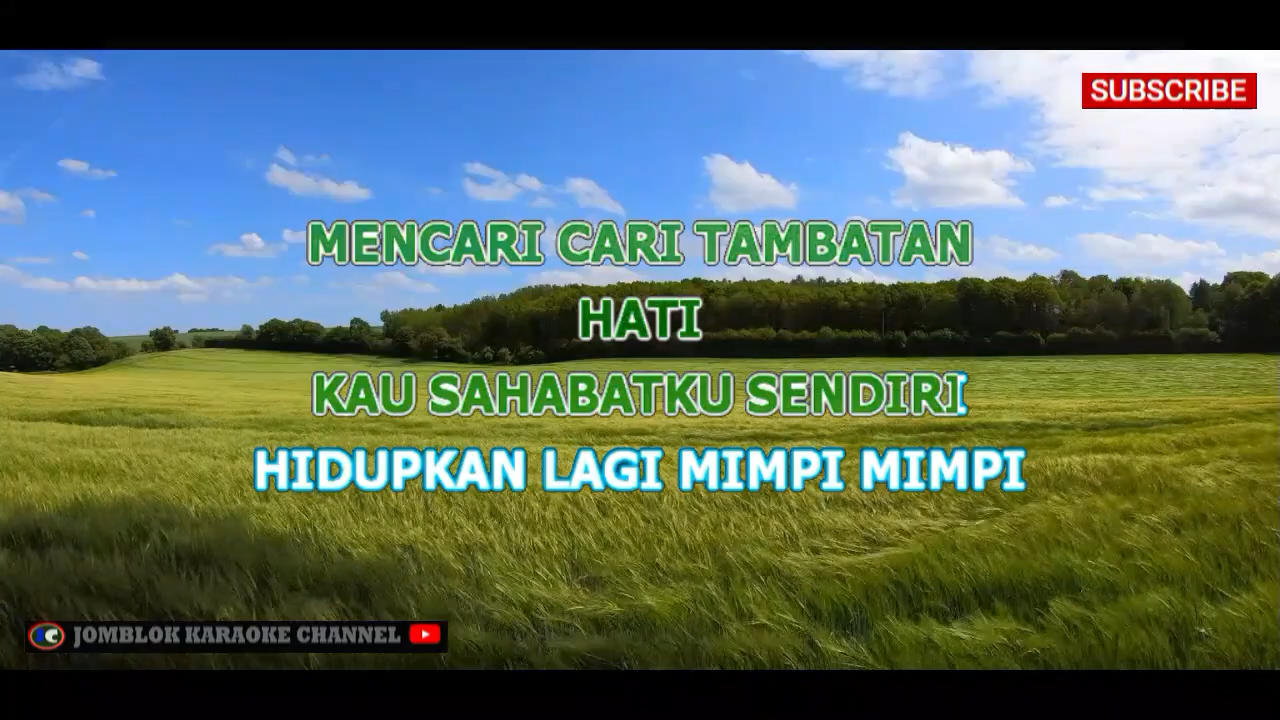 SUBSCRIBE
MENCARI CARI TAMBATAN
HATI
KAU SAHABATKU SENDIRI
HIDUPKAN LAGI MIMPI MIMPI
JOMBLOK KARAOKE CHANNEL